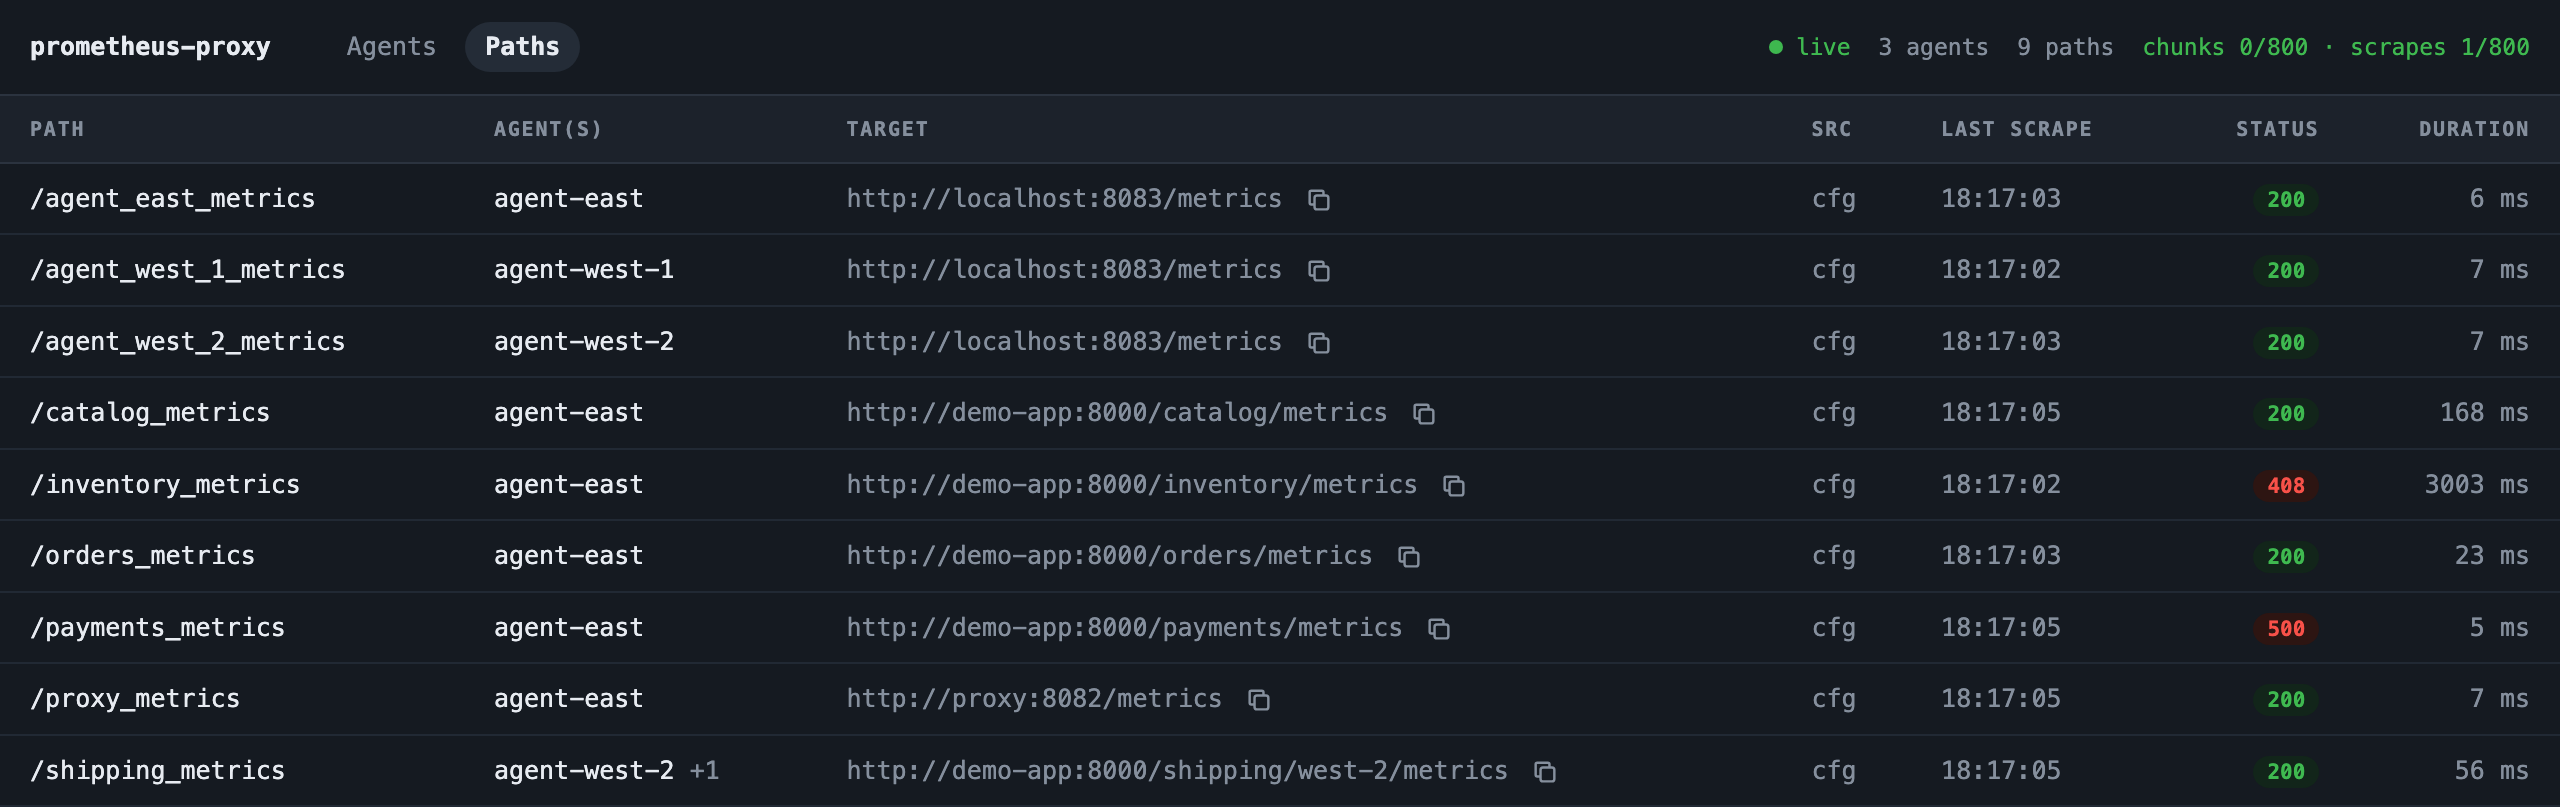 prometheus-proxy Agents Paths live 3 agents 9 paths chunks 0/800 · scrapes 1/800
PATH AGENT(S) TARGET SRC LAST SCRAPE STATUS DURATION
/agent_east_metrics agent-east http://localhost:8083/metrics cfg 18:17:03 200 6 ms
/agent_west_1_metrics agent-west-1 http://localhost:8083/metrics cfg 18:17:02 200 7 ms
/agent_west_2_metrics agent-west-2 http://localhost:8083/metrics cfg 18:17:03 200 7 ms
/catalog_metrics agent-east http://demo-app:8000/catalog/metrics cfg 18:17:05 200 168 ms
/inventory_metrics agent-east http://demo-app:8000/inventory/metrics cfg 18:17:02 408 3003 ms
/orders_metrics agent-east http://demo-app:8000/orders/metrics cfg 18:17:03 200 23 ms
/payments_metrics agent-east http://demo-app:8000/payments/metrics cfg 18:17:05 500 5 ms
/proxy_metrics agent-east http://proxy:8082/metrics cfg 18:17:05 200 7 ms
/shipping_metrics agent-west-2 +1 http://demo-app:8000/shipping/west-2/metrics cfg 18:17:05 200 56 ms